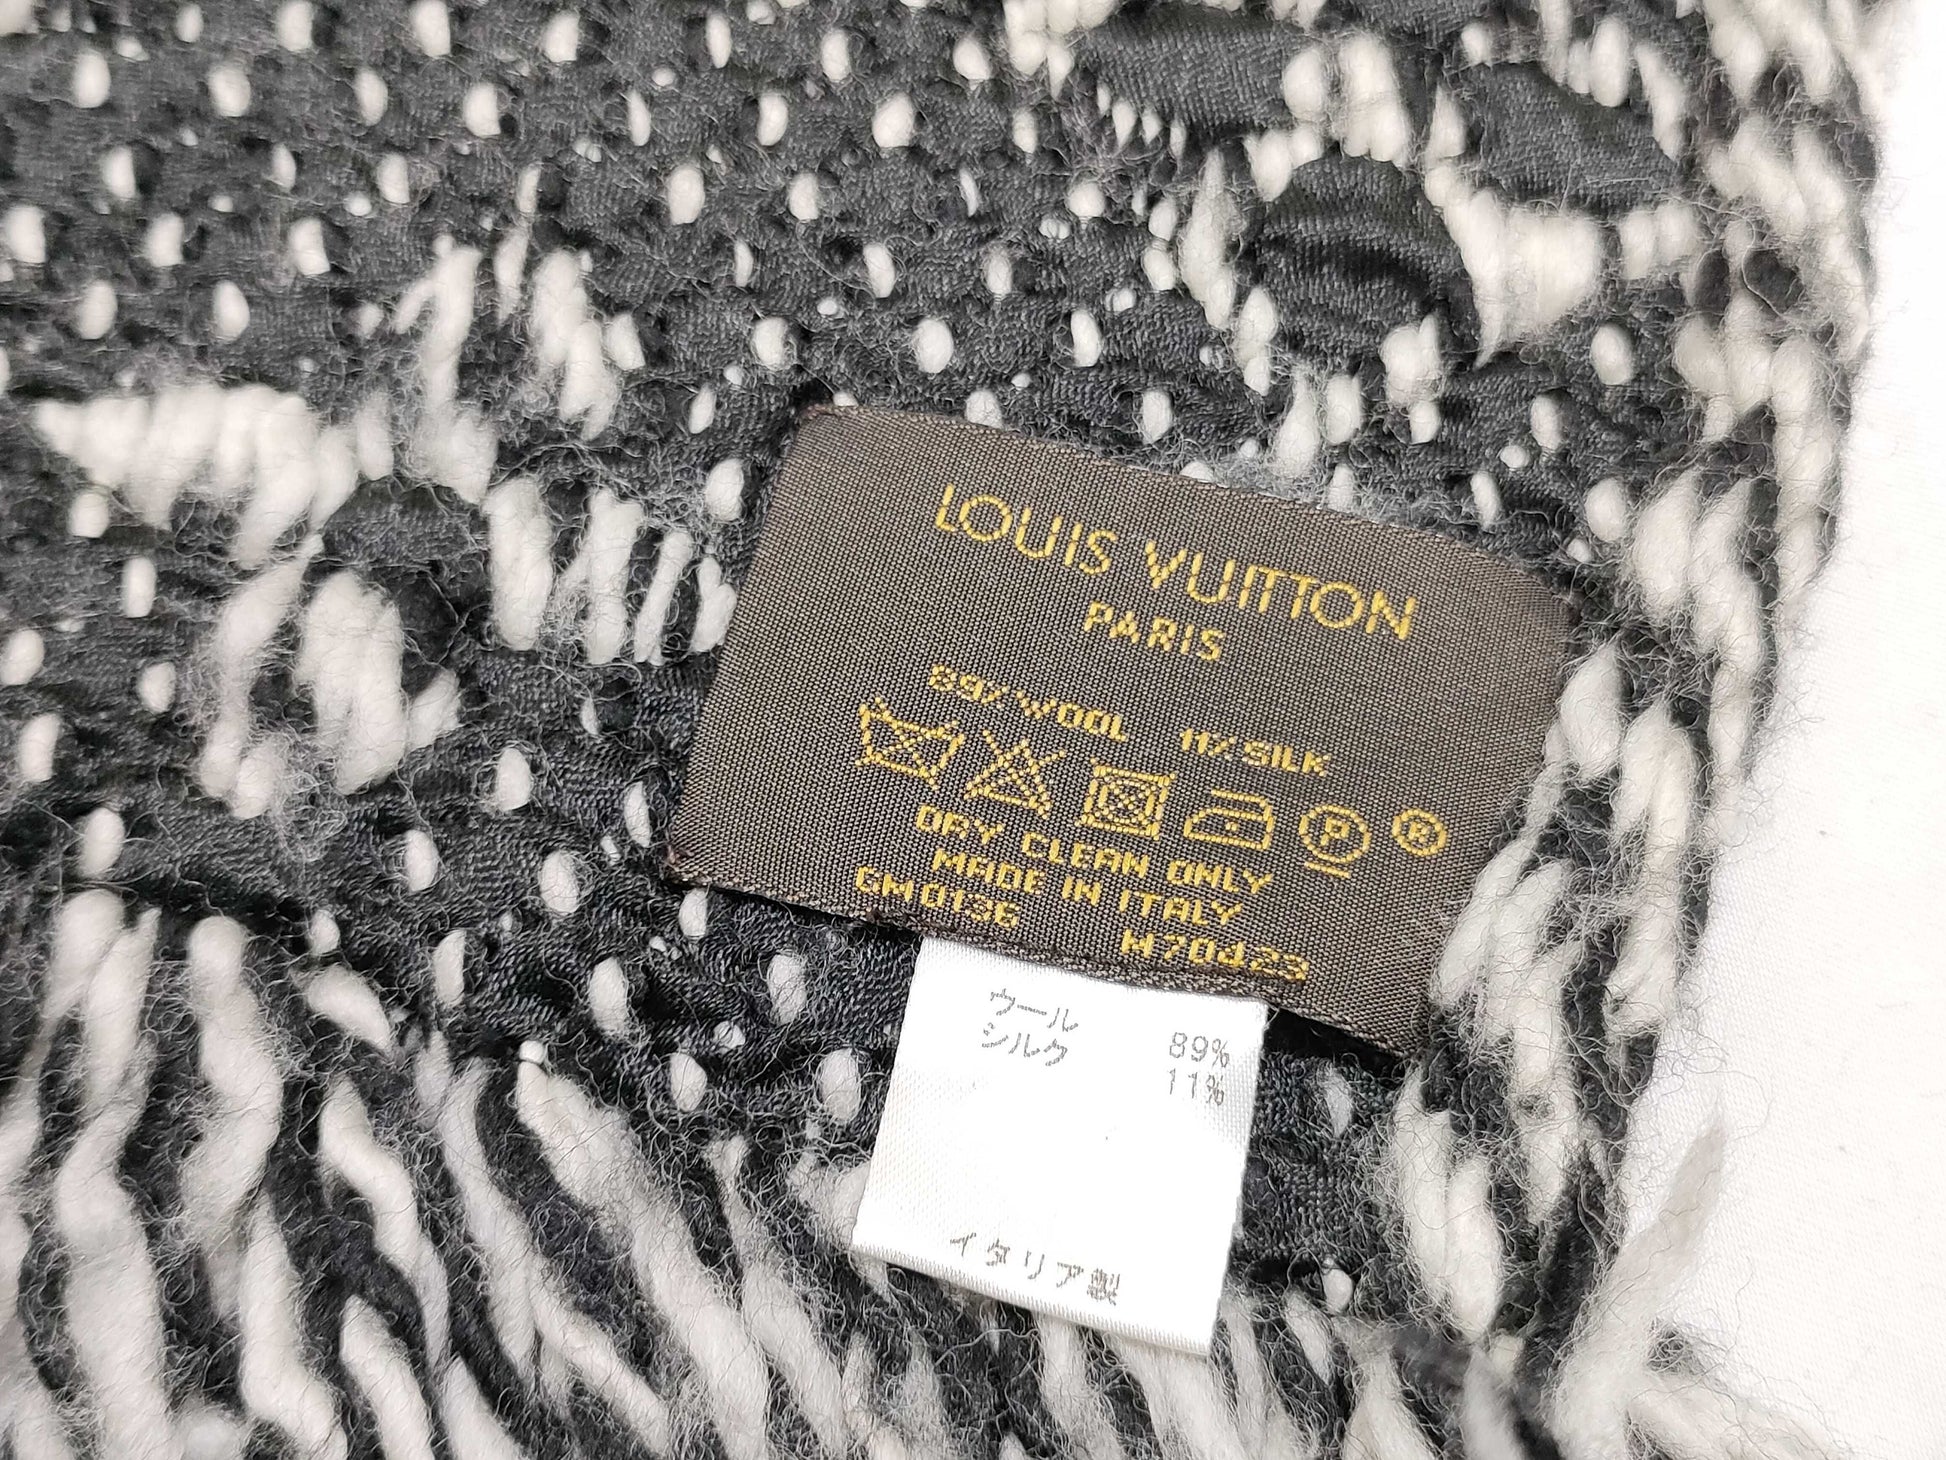 LOUIS VUITTON
PARIS
89% WOOL 11% SILK
P ®
DRY CLEAN ONLY
MADE IN ITALY
GM0136 M70423
ウール 89%
シルク 11%
イタリア製